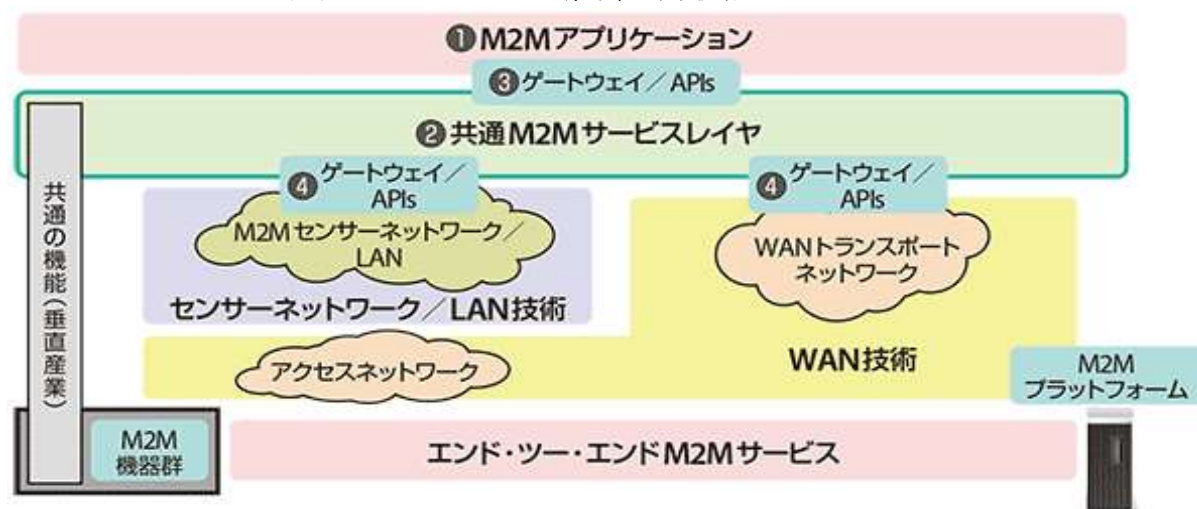 ❶M2Mアプリケーション
❸ゲートウェイ／APIs
❷共通M2Mサービスレイヤ
❹ゲートウェイ／
APIs
❹ゲートウェイ／
APIs
共通の機能（垂直産業）
M2Mセンサーネットワーク／
LAN
WANトランスポート
ネットワーク
センサーネットワーク／LAN技術
アクセスネットワーク
WAN技術
M2M
プラットフォーム
M2M
機器群
エンド・ツー・エンドM2Mサービス